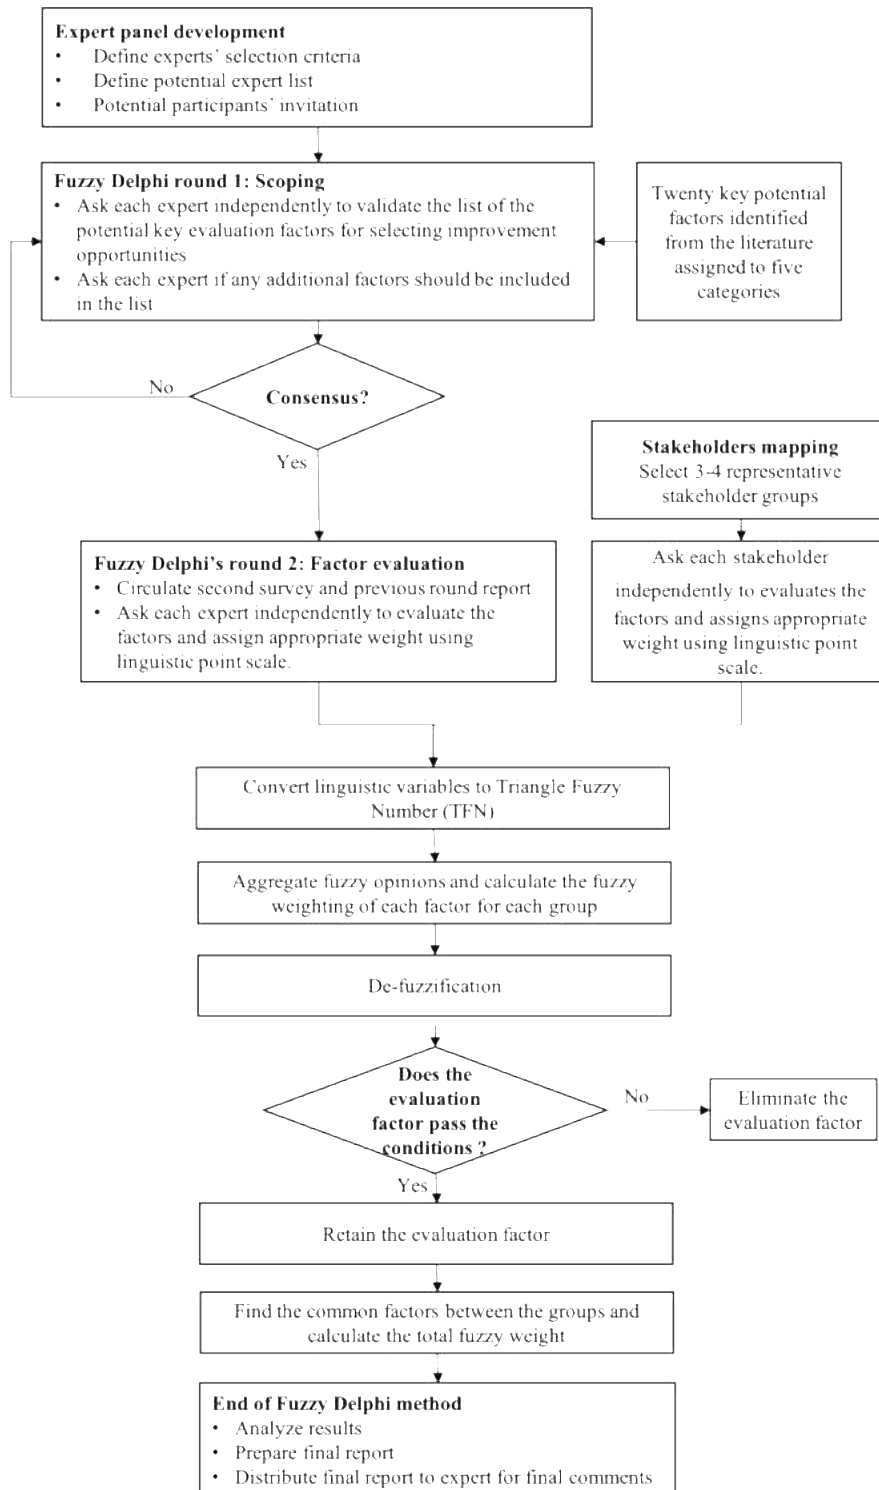 Expert panel development
• Define experts' selection criteria
• Define potential expert list
• Potential participants' invitation
Fuzzy Delphi round 1: Scoping
• Ask each expert independently to validate the list of the
potential key evaluation factors for selecting improvement
opportunities
• Ask each expert if any additional factors should be included
in the list
Twenty key potential
factors identified
from the literature
assigned to five
categories
No
Consensus?
Yes
Stakeholders mapping
Select 3-4 representative
stakeholder groups
Fuzzy Delphi's round 2: Factor evaluation
• Circulate second survey and previous round report
• Ask each expert independently to evaluate the
factors and assign appropriate weight using
linguistic point scale.
Ask each stakeholder
independently to evaluates the
factors and assigns appropriate
weight using linguistic point
scale.
Convert linguistic variables to Triangle Fuzzy
Number (TFN)
Aggregate fuzzy opinions and calculate the fuzzy
weighting of each factor for each group
De-fuzzification
Does the
evaluation
factor pass the
conditions ?
No
Eliminate the
evaluation factor
Yes
Retain the evaluation factor
Find the common factors between the groups and
calculate the total fuzzy weight
End of Fuzzy Delphi method
• Analyze results
• Prepare final report
• Distribute final report to expert for final comments